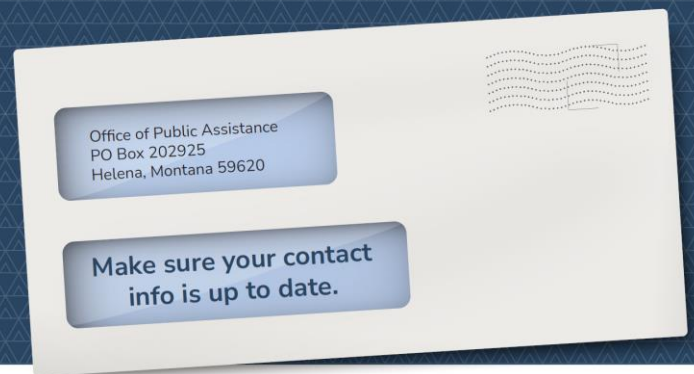 Office of Public Assistance
PO Box 202925
Helena, Montana 59620
Make sure your contact
info is up to date.